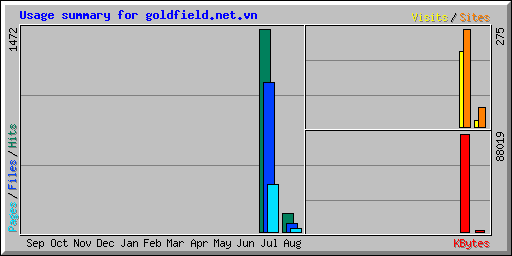 Usage summary for goldfield.net.vn
Visits / Sites
1472
275
Pages / Files / Hits
88019
Sep Oct Nov Dec Jan Feb Mar Apr May Jun Jul Aug
KBytes